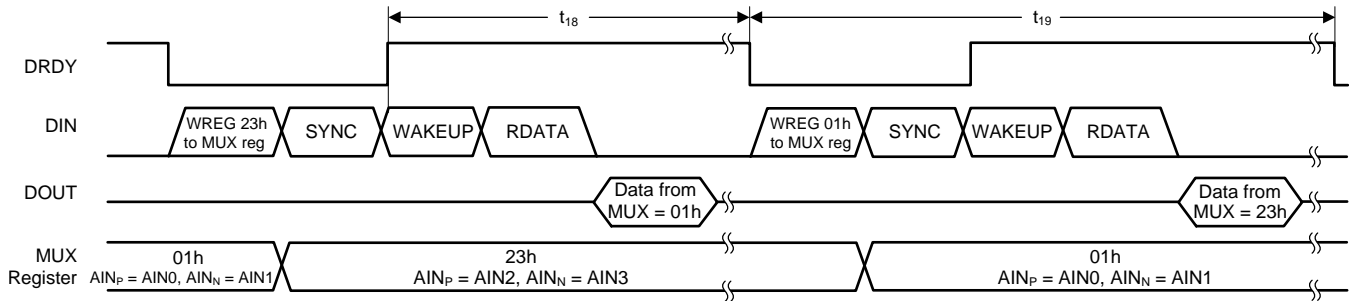 t18
t19
DRDY
DIN
WREG 23h
to MUX reg
SYNC
WAKEUP
RDATA
WREG 01h
to MUX reg
SYNC
WAKEUP
RDATA
DOUT
Data from
MUX = 01h
Data from
MUX = 23h
MUX
Register
01h
AINP = AIN0, AINN = AIN1
23h
AINP = AIN2, AINN = AIN3
01h
AINP = AIN0, AINN = AIN1